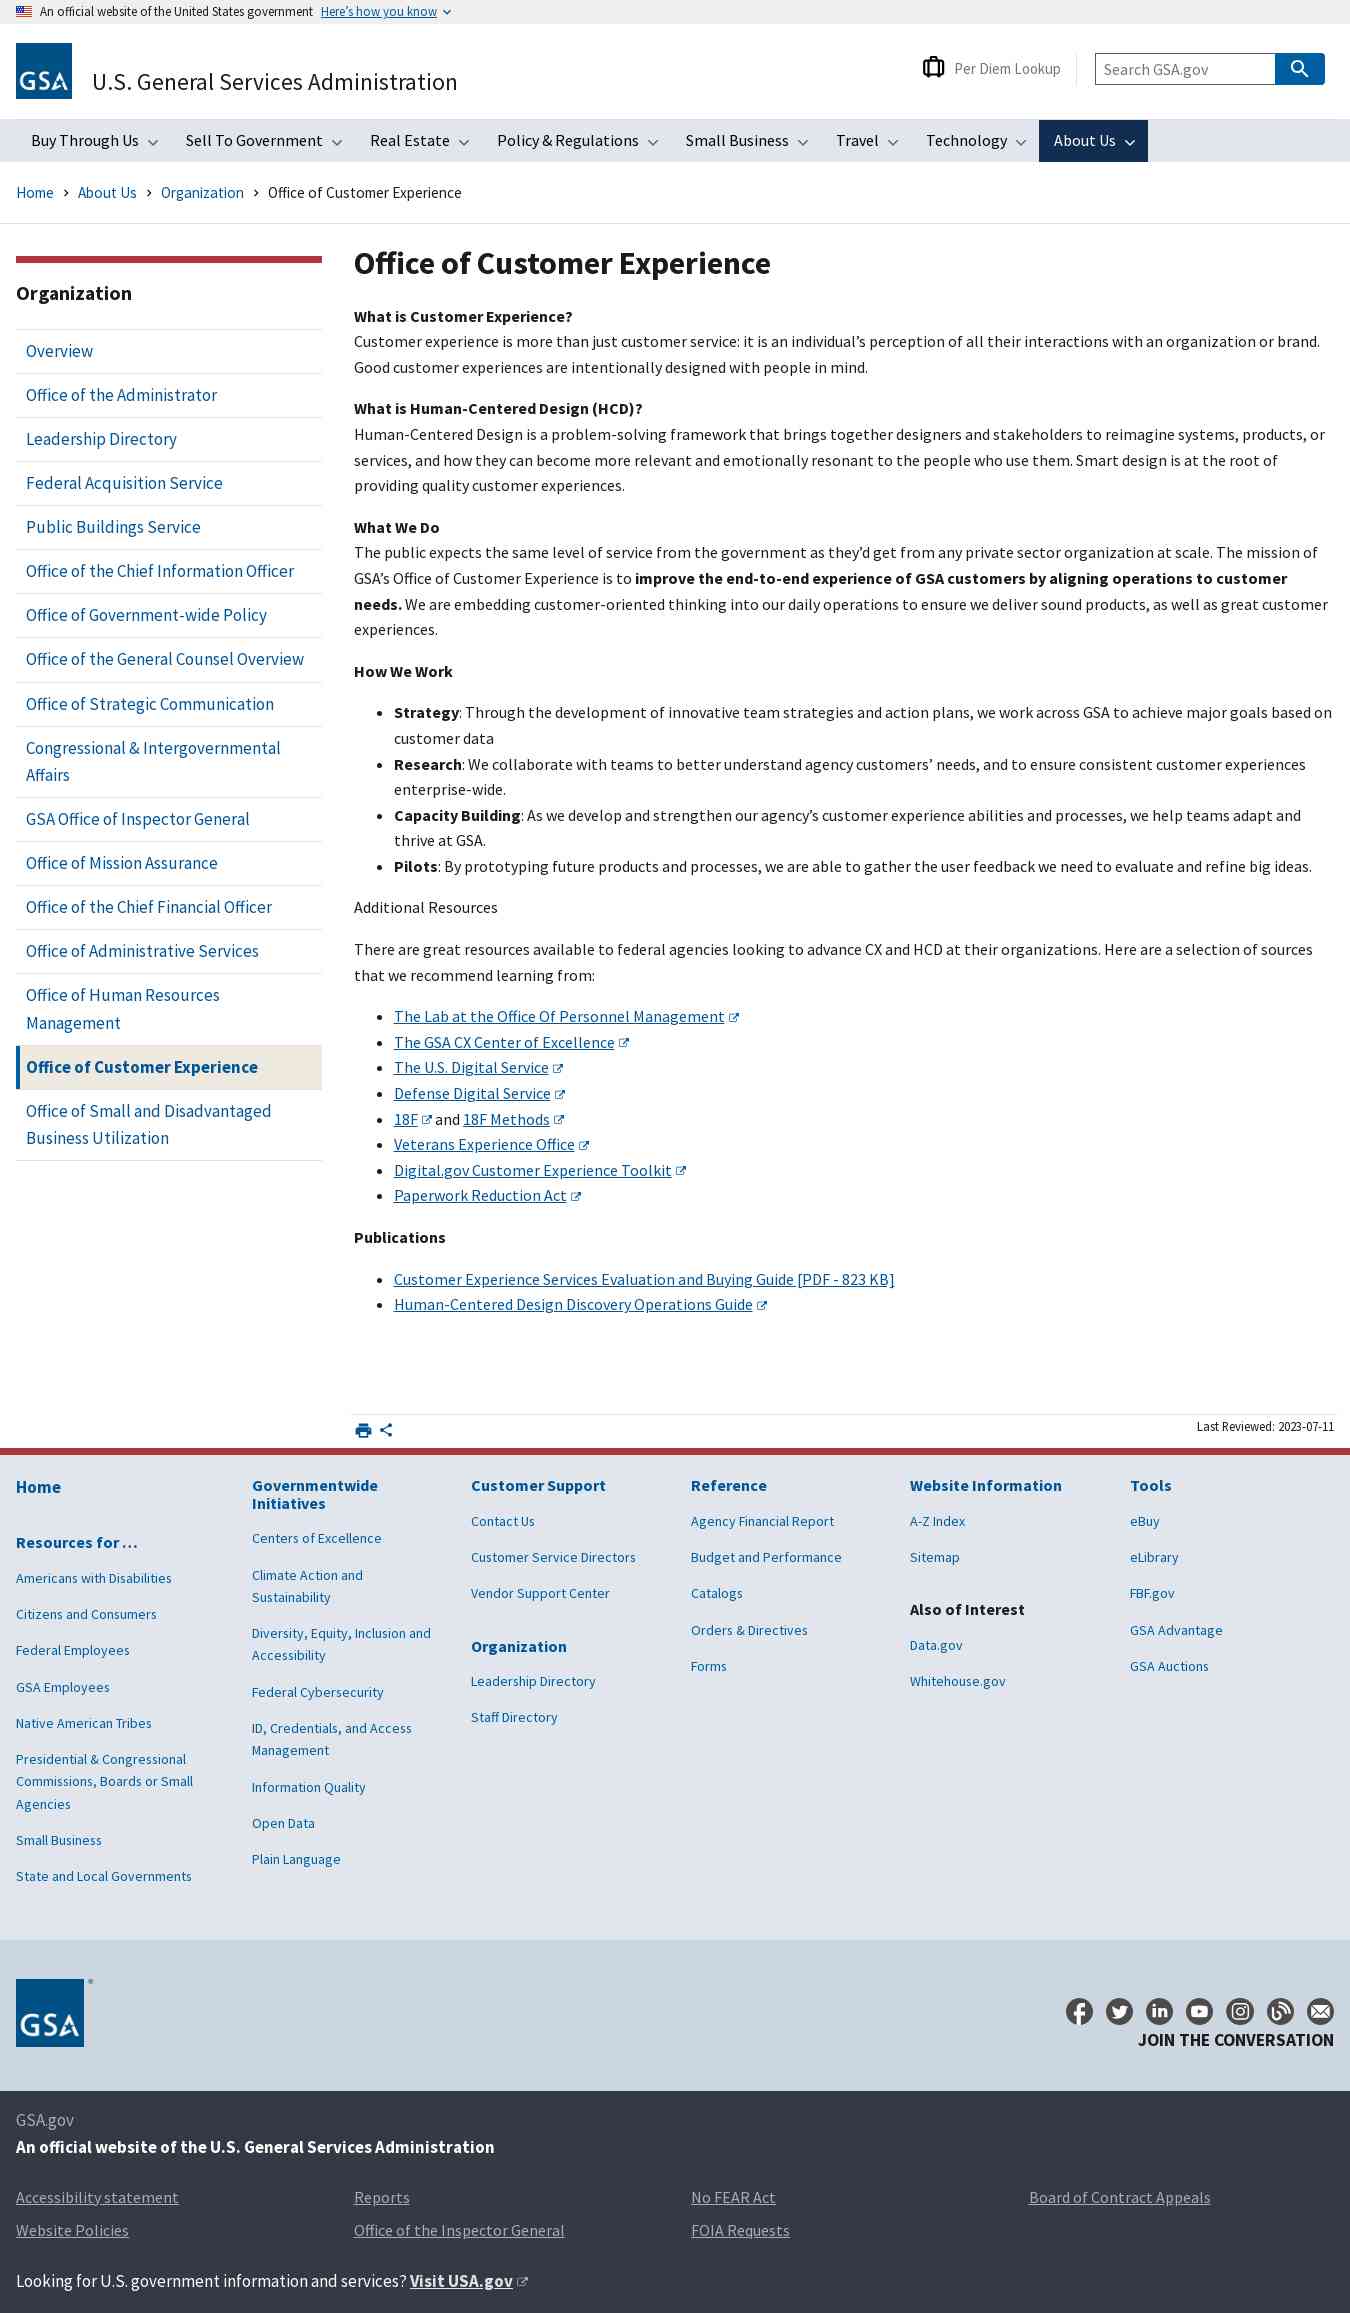 An official website of the United States government Here's how you know
GSA
U.S. General Services Administration
Per Diem Lookup
Search GSA.gov
Buy Through Us Sell To Government Real Estate Policy & Regulations Small Business Travel Technology About Us
Home > About Us > Organization > Office of Customer Experience
Organization
Overview
Office of the Administrator
Leadership Directory
Federal Acquisition Service
Public Buildings Service
Office of the Chief Information Officer
Office of Government-wide Policy
Office of the General Counsel Overview
Office of Strategic Communication
Congressional & Intergovernmental
Affairs
GSA Office of Inspector General
Office of Mission Assurance
Office of the Chief Financial Officer
Office of Administrative Services
Office of Human Resources
Management
Office of Customer Experience
Office of Small and Disadvantaged
Business Utilization
Office of Customer Experience
What is Customer Experience?
Customer experience is more than just customer service: it is an individual’s perception of all their interactions with an organization or brand.
Good customer experiences are intentionally designed with people in mind.
What is Human-Centered Design (HCD)?
Human-Centered Design is a problem-solving framework that brings together designers and stakeholders to reimagine systems, products, or
services, and how they can become more relevant and emotionally resonant to the people who use them. Smart design is at the root of
providing quality customer experiences.
What We Do
The public expects the same level of service from the government as they’d get from any private sector organization at scale. The mission of
GSA’s Office of Customer Experience is to improve the end-to-end experience of GSA customers by aligning operations to customer
needs. We are embedding customer-oriented thinking into our daily operations to ensure we deliver sound products, as well as great customer
experiences.
How We Work
• Strategy: Through the development of innovative team strategies and action plans, we work across GSA to achieve major goals based on
customer data
• Research: We collaborate with teams to better understand agency customers’ needs, and to ensure consistent customer experiences
enterprise-wide.
• Capacity Building: As we develop and strengthen our agency’s customer experience abilities and processes, we help teams adapt and
thrive at GSA.
• Pilots: By prototyping future products and processes, we are able to gather the user feedback we need to evaluate and refine big ideas.
Additional Resources
There are great resources available to federal agencies looking to advance CX and HCD at their organizations. Here are a selection of sources
that we recommend learning from:
• The Lab at the Office Of Personnel Management
• The GSA CX Center of Excellence
• The U.S. Digital Service
• Defense Digital Service
• 18F and 18F Methods
• Veterans Experience Office
• Digital.gov Customer Experience Toolkit
• Paperwork Reduction Act
Publications
• Customer Experience Services Evaluation and Buying Guide [PDF - 823 KB]
• Human-Centered Design Discovery Operations Guide
Last Reviewed: 2023-07-11
Home
Resources for …
Americans with Disabilities
Citizens and Consumers
Federal Employees
GSA Employees
Native American Tribes
Presidential & Congressional
Commissions, Boards or Small
Agencies
Small Business
State and Local Governments
Governmentwide
Initiatives
Centers of Excellence
Climate Action and
Sustainability
Diversity, Equity, Inclusion and
Accessibility
Federal Cybersecurity
ID, Credentials, and Access
Management
Information Quality
Open Data
Plain Language
Customer Support
Contact Us
Customer Service Directors
Vendor Support Center
Organization
Leadership Directory
Staff Directory
Reference
Agency Financial Report
Budget and Performance
Catalogs
Orders & Directives
Forms
Website Information
A-Z Index
Sitemap
Also of Interest
Data.gov
Whitehouse.gov
Tools
eBuy
eLibrary
FBF.gov
GSA Advantage
GSA Auctions
GSA
JOIN THE CONVERSATION
GSA.gov
An official website of the U.S. General Services Administration
Accessibility statement Reports No FEAR Act Board of Contract Appeals
Website Policies Office of the Inspector General FOIA Requests
Looking for U.S. government information and services? Visit USA.gov